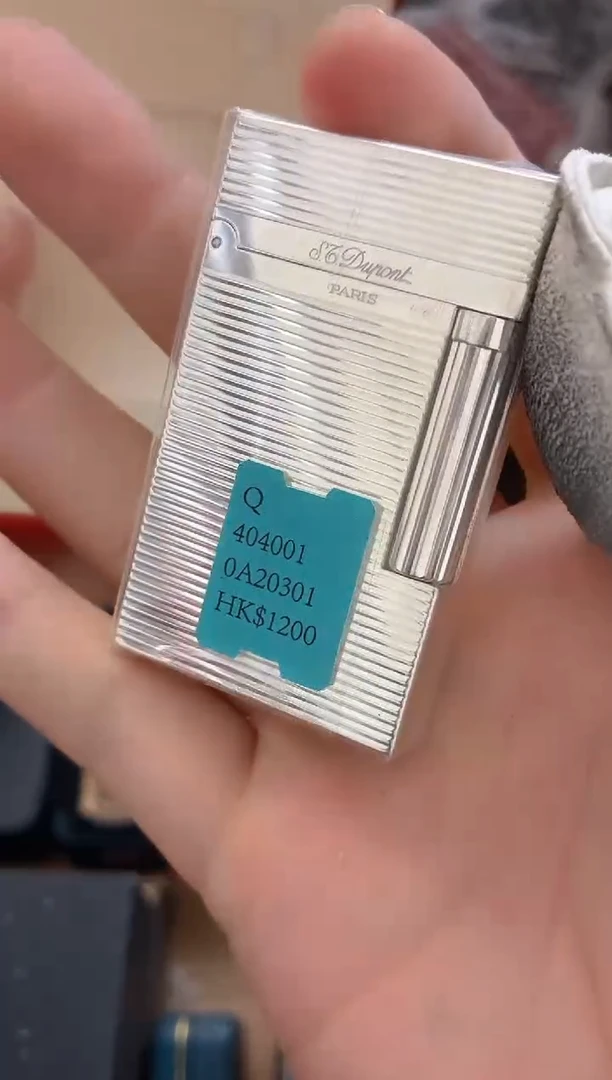 S.T. Dupont
PARIS
Q
404001
0A20301
HK$1200